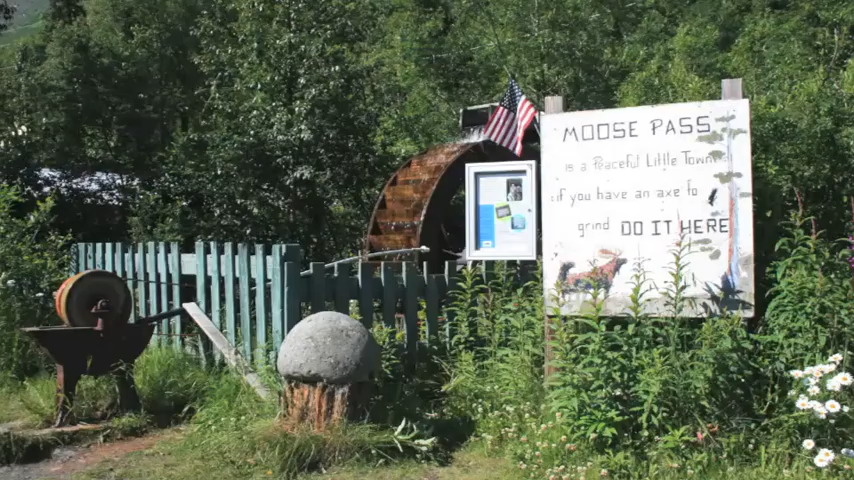 MOOSE PASS
is a Peaceful Little Town
if you have an axe to
grind DO IT HERE